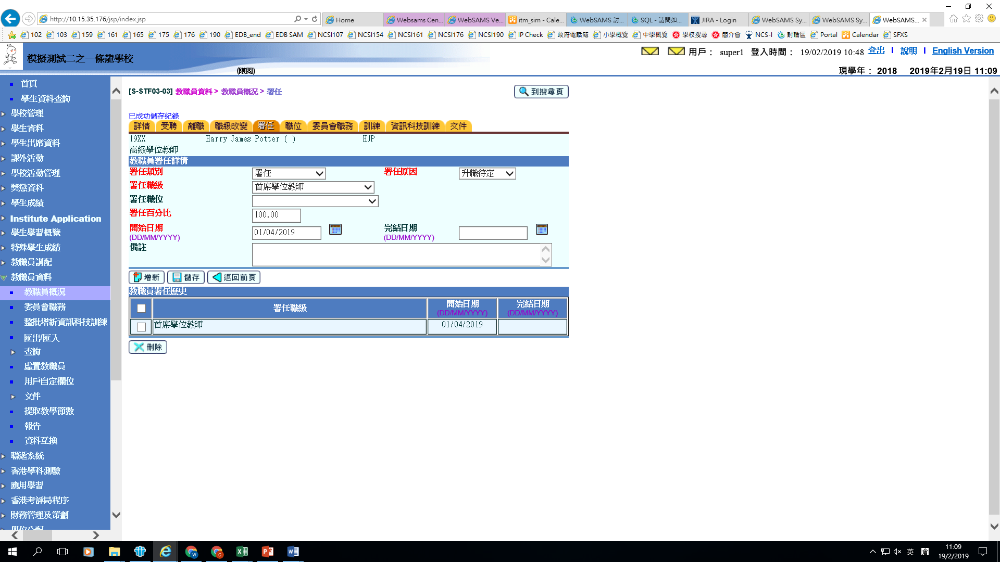 http://10.15.35.176/jsp/index.jsp
Home
Websams Cen...
WebSAMS Ve...
itm_sim - Cale...
WebSAMS 討...
SQL - 請問如...
JIRA - Login
WebSAMS Sy...
WebSAMS Sy...
WebSAMS...
102 103 159 161 165 175 176 190 EDB_end EDB SAM NCSI107 NCSI154 NCSI161 NCSI176 NCSI190 IP Check 政府電話簿 小學概覽 中學概覽 學校搜尋 簡介會 NCS-I 討論區 Portal Calendar SFXS
模擬測試二之一條龍學校
(限閱)
用戶： super1 登入時間： 19/02/2019 10:48 登出 | 說明 | English Version
現學年： 2018 2019年2月19日 11:09
首頁
學生資料查詢
學校管理
學生資料
學生出席資料
課外活動
學校活動管理
獎懲資料
學生成績
Institute Application
學生學習概覽
特殊學生成績
教職員調配
教職員資料
教職員概況
委員會職務
整批增新資訊科技訓練
匯出/匯入
查詢
虛置教職員
用戶自定欄位
文件
提取教學節數
報告
資料互換
聯遞系統
香港學科測驗
應用學習
香港考評局程序
財務管理及策劃
學位分配
[S-STF03-03] 教職員資料 > 教職員概況 > 署任
到搜尋頁
已成功儲存紀錄
詳情 受聘 離職 職級改變 署任 職位 委員會職務 訓練 資訊科技訓練 文件
19XX Harry James Potter ( ) HJP
高級學位教師
教職員署任詳情
署任類別 署任 署任原因 升職待定
署任職級 首席學位教師
署任職位
署任百分比 100.00
開始日期 01/04/2019 完結日期
(DD/MM/YYYY) (DD/MM/YYYY)
備註
增新 儲存 返回前頁
教職員署任歷史
署任職級 開始日期 完結日期
(DD/MM/YYYY) (DD/MM/YYYY)
首席學位教師 01/04/2019
刪除
英 倉 11:09
19/2/2019